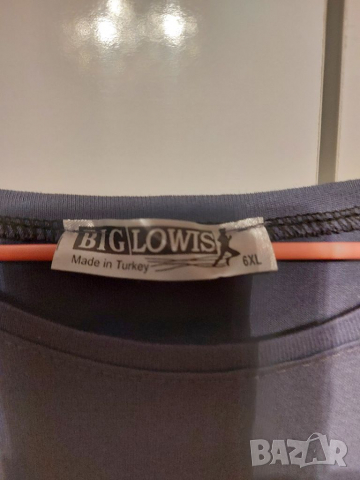 BIG LOWIS
Made in Turkey
6XL
BAZAR